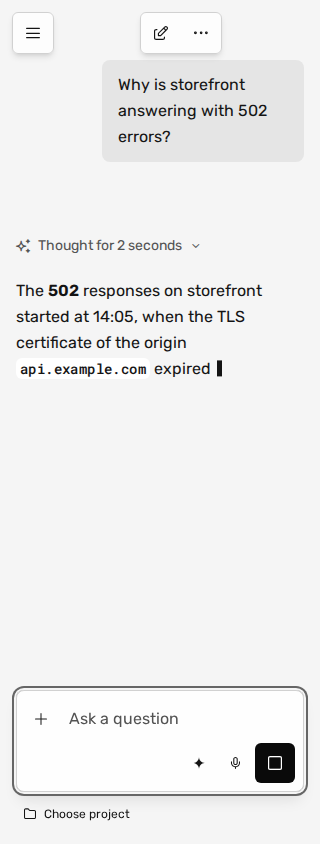 Why is storefront
answering with 502
errors?
Thought for 2 seconds
The 502 responses on storefront
started at 14:05, when the TLS
certificate of the origin
api.example.com expired
Ask a question
Choose project